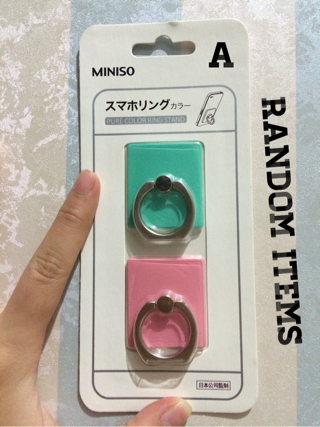 A
MINISO
スマホリング カラー
PURE COLOR RING STAND
RANDOM ITEMS
日本公司監制